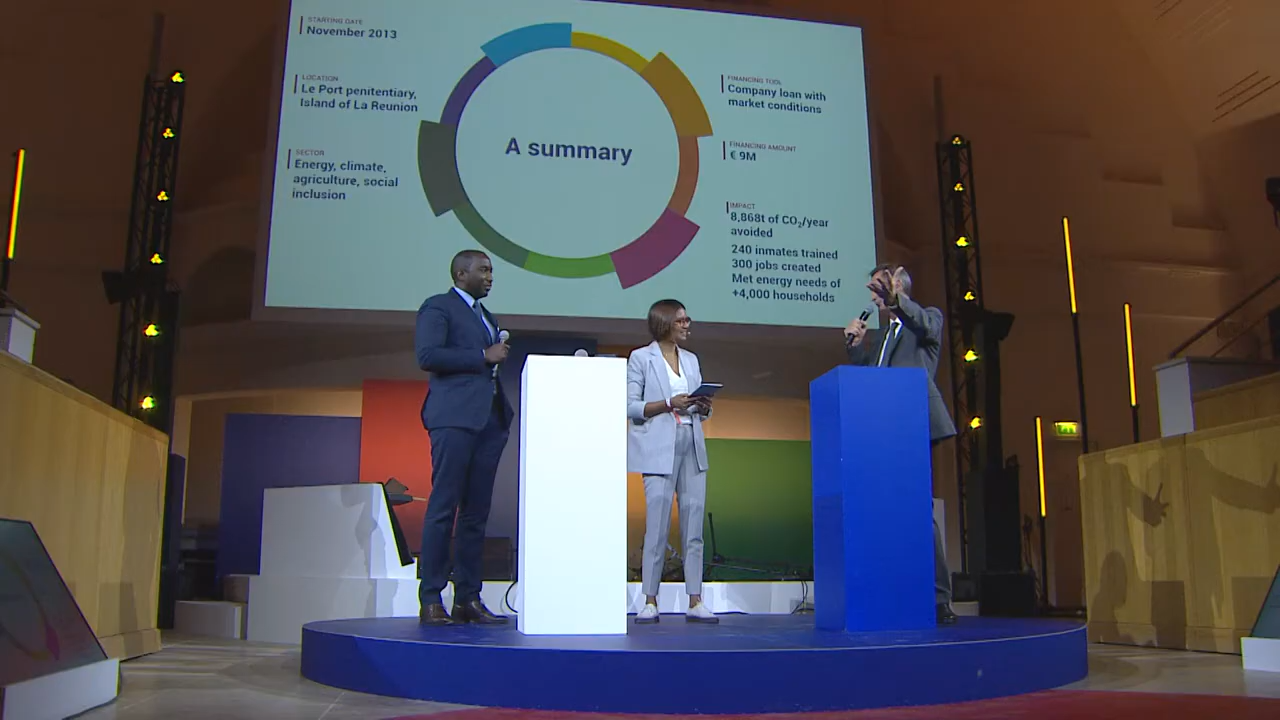 STARTING DATE
November 2013
LOCATION
Le Port penitentiary,
Island of La Reunion
SECTOR
Energy, climate,
agriculture, social
inclusion
A summary
FINANCING TOOL
Company loan with
market conditions
FINANCING AMOUNT
€ 9M
IMPACT
8,868t of CO₂/year
avoided
240 inmates trained
300 jobs created
Met energy needs of
+4,000 households